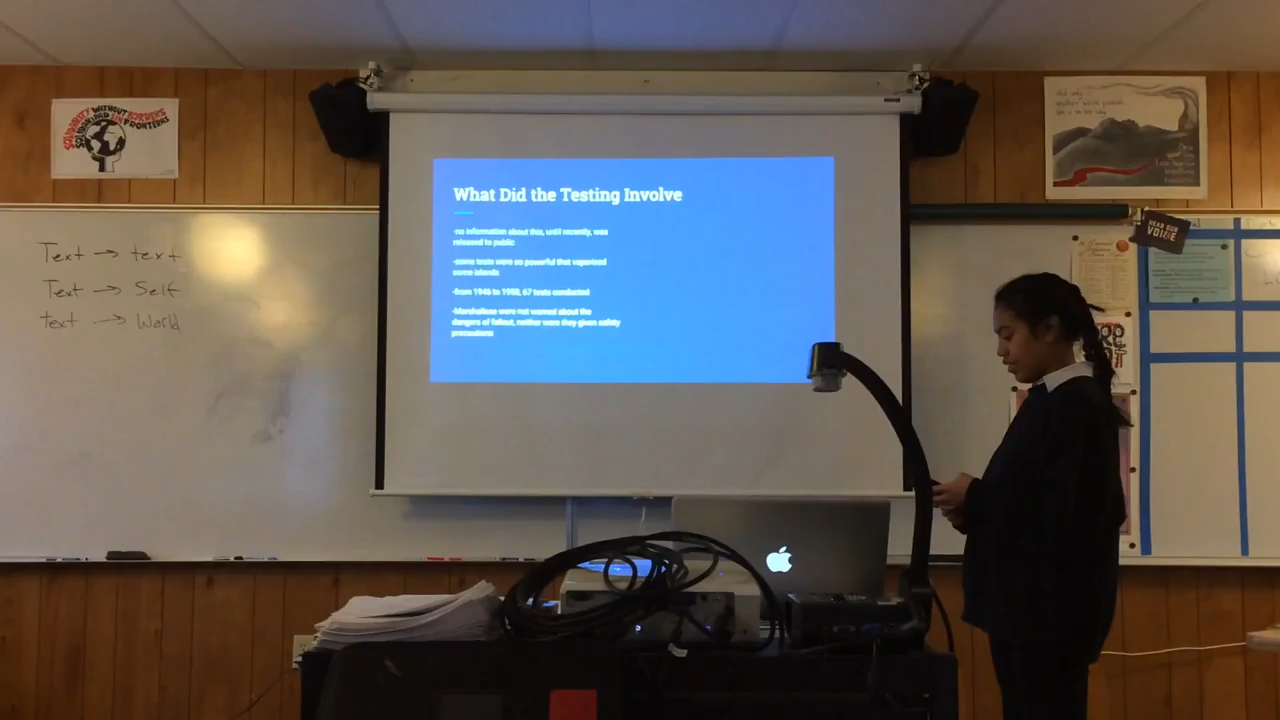 SOLIDARITY WITHOUT BORDERS
SOLIDARIDAD SIN FRONTERAS
Text → text
Text → Self
text → World
What Did the Testing Involve
-no information about this, until recently, was
released to public
-some tests were so powerful that vaporized
some islands
-from 1946 to 1958, 67 tests conducted
-Marshallese were not warned about the
dangers of fallout, neither were they given safety
precautions
HEAR OUR
VOICE